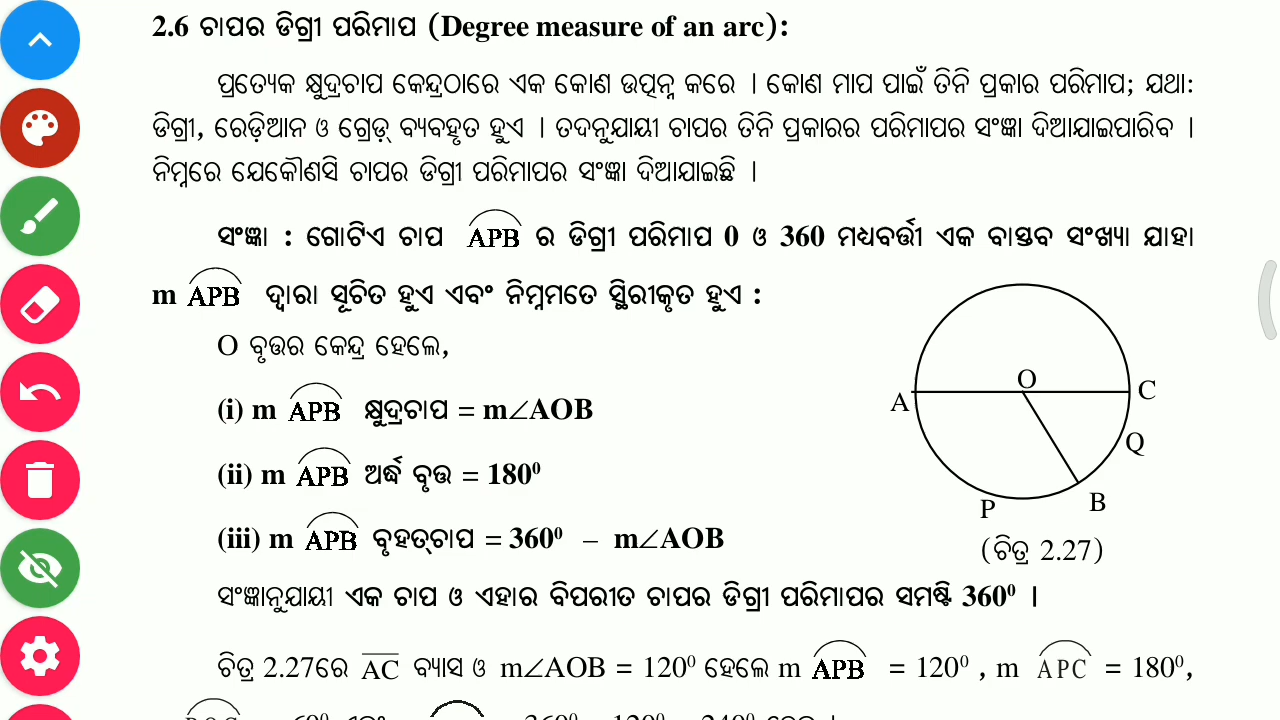 2.6 ଚାପର ଡିଗ୍ରୀ ପରିମାପ (Degree measure of an arc):
ପ୍ରତ୍ୟେକ କ୍ଷୁଦ୍ରଚାପ କେନ୍ଦ୍ରଠାରେ ଏକ କୋଣ ଉତ୍ପନ୍ନ କରେ । କୋଣ ମାପ ପାଇଁ ତିନି ପ୍ରକାର ପରିମାପ; ଯଥା:
ଡିଗ୍ରୀ, ରେଡ଼ିଆନ ଓ ଗ୍ରେଡ଼୍ ବ୍ୟବହୃତ ହୁଏ । ତଦନୁଯାୟୀ ଚାପର ତିନି ପ୍ରକାରର ପରିମାପର ସଂଜ୍ଞା ଦିଆଯାଇପାରିବ ।
ନିମ୍ନରେ ଯେକୌଣସି ଚାପର ଡିଗ୍ରୀ ପରିମାପର ସଂଜ୍ଞା ଦିଆଯାଇଛି ।
ସଂଜ୍ଞା : ଗୋଟିଏ ଚାପ APB ର ଡିଗ୍ରୀ ପରିମାପ 0 ଓ 360 ମଧ୍ୟବର୍ତ୍ତୀ ଏକ ବାସ୍ତବ ସଂଖ୍ୟା ଯାହା
m APB ଦ୍ୱାରା ସୂଚିତ ହୁଏ ଏବଂ ନିମ୍ନମତେ ସ୍ଥିରୀକୃତ ହୁଏ :
O ବୃତ୍ତର କେନ୍ଦ୍ର ହେଲେ,
(i) m APB କ୍ଷୁଦ୍ରଚାପ = m∠AOB
(ii) m APB ଅର୍ଦ୍ଧ ବୃତ୍ତ = 180⁰
(iii) m APB ବୃହତ୍‌ଚାପ = 360⁰ – m∠AOB
O
A
C
Q
B
P
(ଚିତ୍ର 2.27)
ସଂଜ୍ଞାନୁଯାୟୀ ଏକ ଚାପ ଓ ଏହାର ବିପରୀତ ଚାପର ଡିଗ୍ରୀ ପରିମାପର ସମଷ୍ଟି 360⁰ ।
ଚିତ୍ର 2.27ରେ AC ବ୍ୟାସ ଓ m∠AOB = 120⁰ ହେଲେ m APB = 120⁰ , m APC = 180⁰,